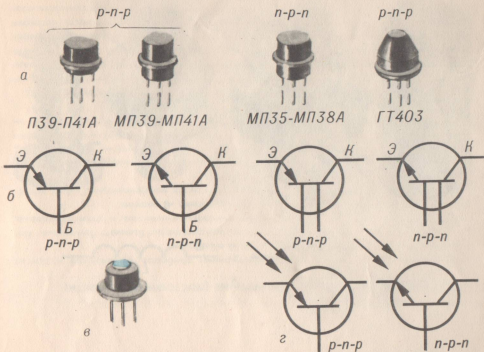 p-n-p n-p-n p-n-p
а
П39-П41А МП39-МП41А МП35-МП38А ГТ403
Э К Э К
б
Б Б
p-n-p n-p-n p-n-p n-p-n
в г p-n-p n-p-n